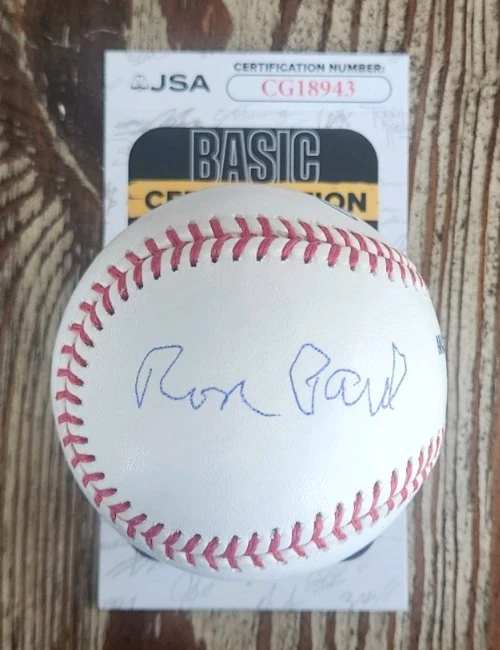 JSA
CERTIFICATION NUMBER:
CG18943
BASIC
Ron Paul